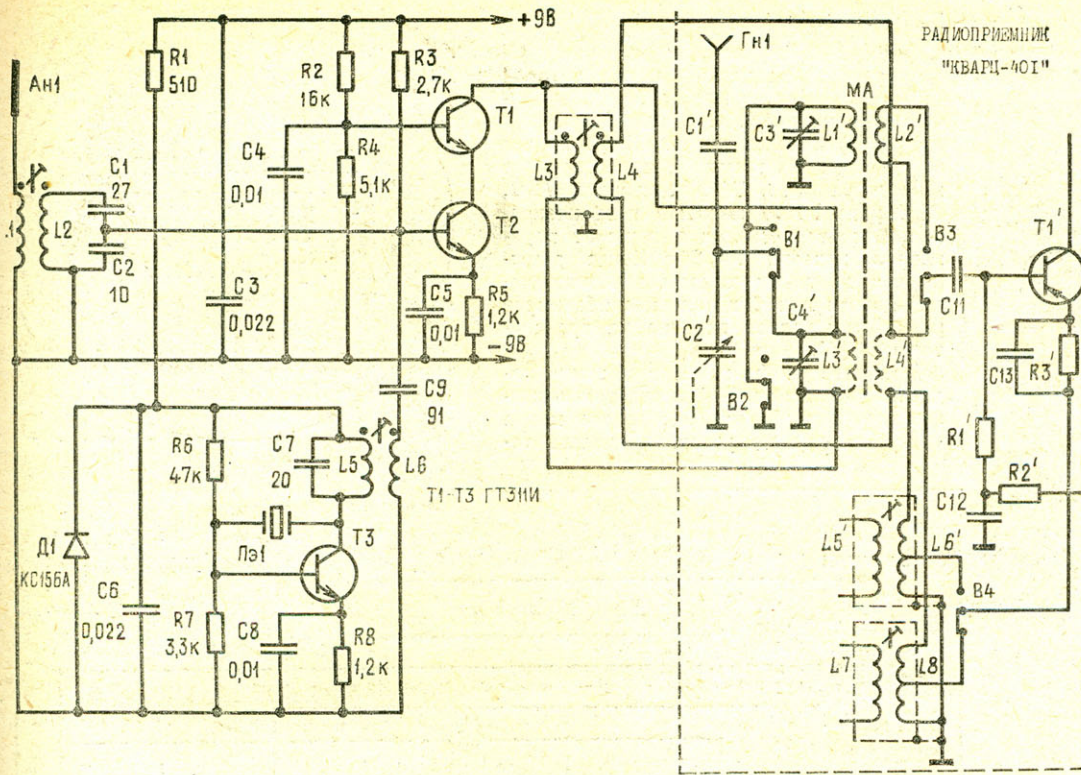 +9В
РАДИОПРИЕМНИК
"КВАРЦ-401"
Ан1
R1
510
R2
16к
R3
2,7к
T1
Гн1
МА
C1'
C3'
L1'
L2'
C4
0,01
R4
5,1к
L3
L4
C1
27
L2
C2
10
T2
B1
B3
T1'
C11
C3
0,022
C5
0,01
R5
1,2к
-9В
C2'
C4'
L3'
L4'
B2
C13
R3'
C9
91
R6
47к
C7
20
L5
L6
T1-T3 ГТ311И
R1'
R2'
C12
Пэ1
T3
Д1
КС156А
C6
0,022
R7
3,3к
C8
0,01
R8
1,2к
L5'
L6'
B4
L7
L8